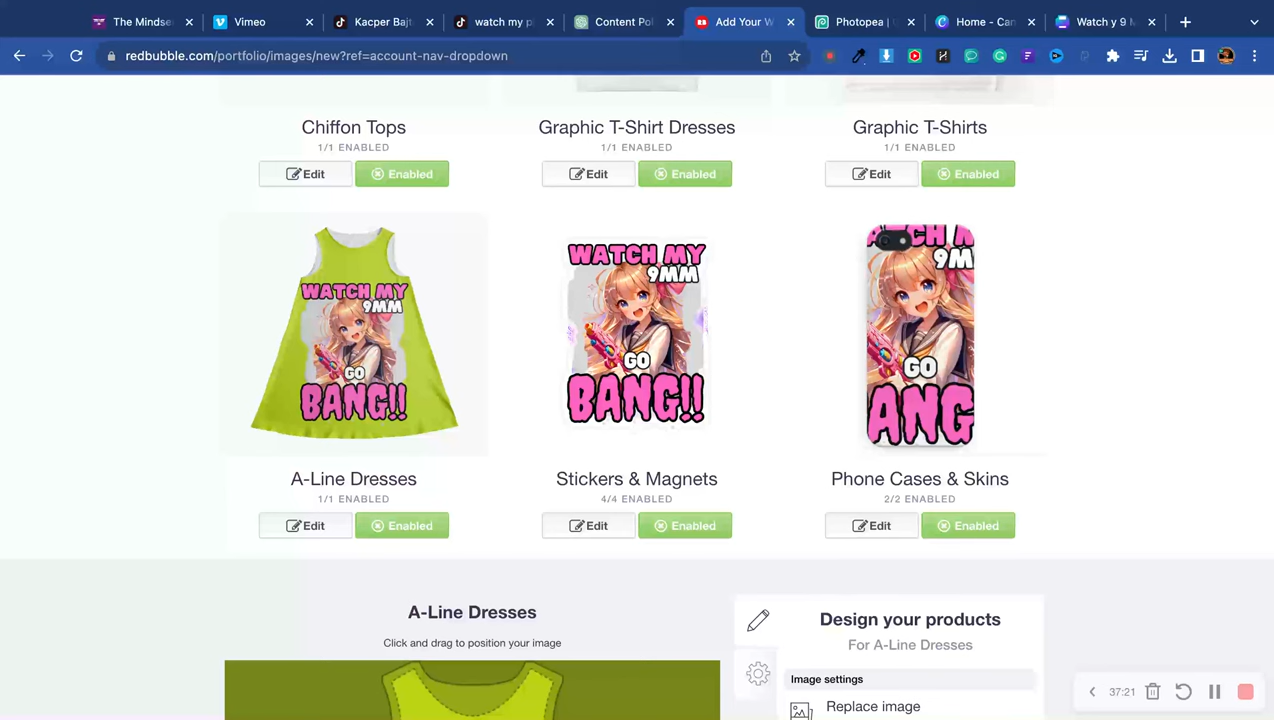 The Mindse
Vimeo
Kacper Bajt
watch my p
Content Pol
Add Your W
Photopea | 
Home - Can
Watch y 9 M
redbubble.com/portfolio/images/new?ref=account-nav-dropdown
Chiffon Tops
1/1 ENABLED
Edit
Enabled
Graphic T-Shirt Dresses
1/1 ENABLED
Edit
Enabled
Graphic T-Shirts
1/1 ENABLED
Edit
Enabled
WATCH MY
9MM
GO
BANG!!
A-Line Dresses
1/1 ENABLED
Edit
Enabled
WATCH MY
9MM
GO
BANG!!
Stickers & Magnets
4/4 ENABLED
Edit
Enabled
9M
GO
ANG
Phone Cases & Skins
2/2 ENABLED
Edit
Enabled
A-Line Dresses
Click and drag to position your image
Design your products
For A-Line Dresses
Image settings
Replace image
37:21